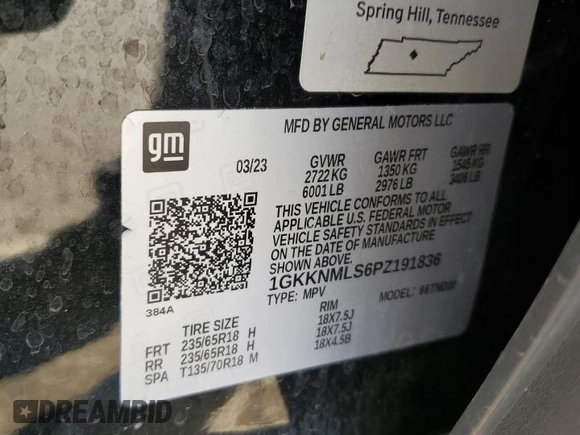 Spring Hill, Tennessee
gm
MFD BY GENERAL MOTORS LLC
03/23 GVWR GAWR FRT GAWR RR
2722 KG 1350 KG 1545 KG
6001 LB 2976 LB 3406 LB
THIS VEHICLE CONFORMS TO ALL
APPLICABLE U.S. FEDERAL MOTOR
VEHICLE SAFETY STANDARDS IN EFFECT
ON THE DATE OF MANUFACTURE
SHOWN ABOVE.
1GKKNMLS6PZ191836
TYPE: MPV MODEL:
384A
TIRE SIZE RIM
FRT 235/65R18 H 18X7.5J
RR 235/65R18 H 18X7.5J
SPA T135/70R18 M 18X4.5B
DREAMBID